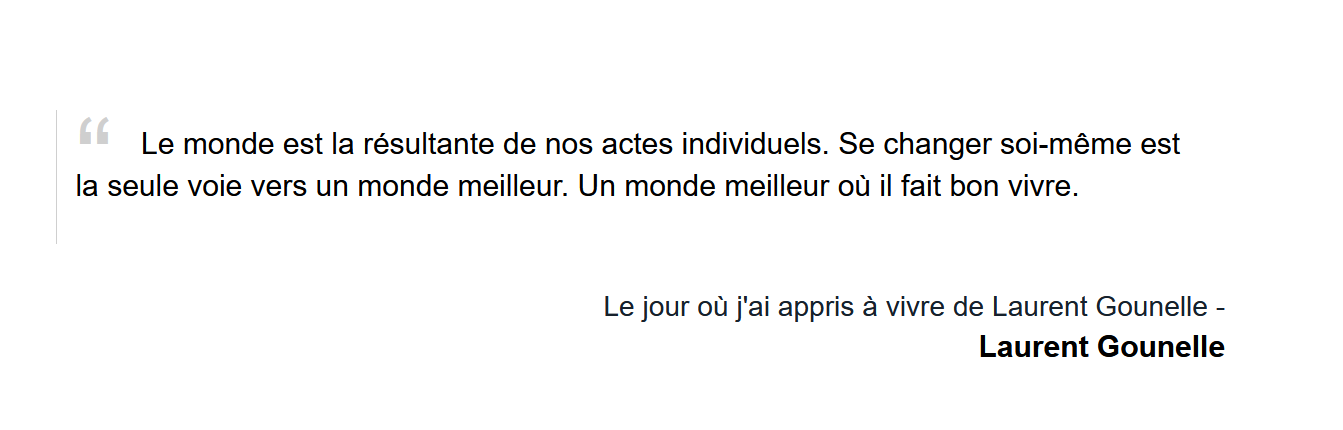 “ Le monde est la résultante de nos actes individuels. Se changer soi-même est
la seule voie vers un monde meilleur. Un monde meilleur où il fait bon vivre.
Le jour où j'ai appris à vivre de Laurent Gounelle -
Laurent Gounelle